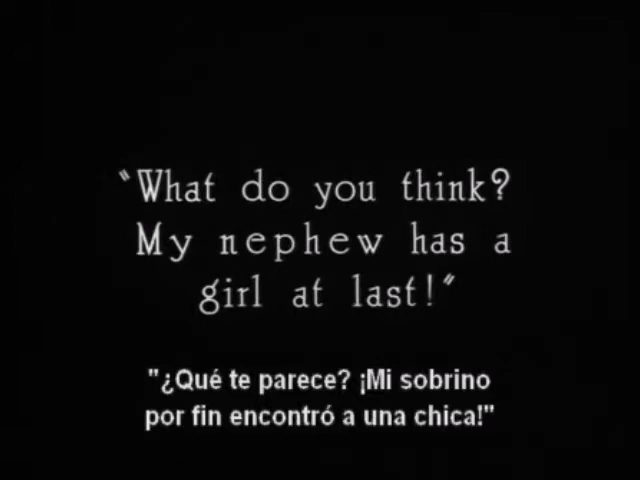 "What do you think?
My nephew has a
girl at last!"
"¿Qué te parece? ¡Mi sobrino
por fin encontró a una chica!"